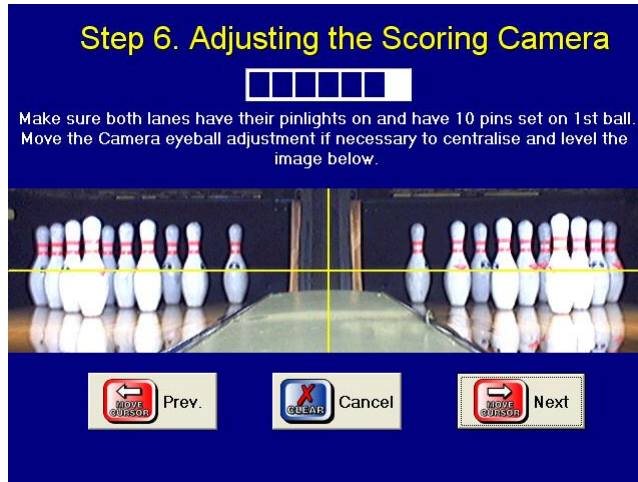 Step 6. Adjusting the Scoring Camera
Make sure both lanes have their pinlights on and have 10 pins set on 1st ball.
Move the Camera eyeball adjustment if necessary to centralise and level the
image below.
MOVE
CURSOR
Prev.
CLEAR
Cancel
MOVE
CURSOR
Next